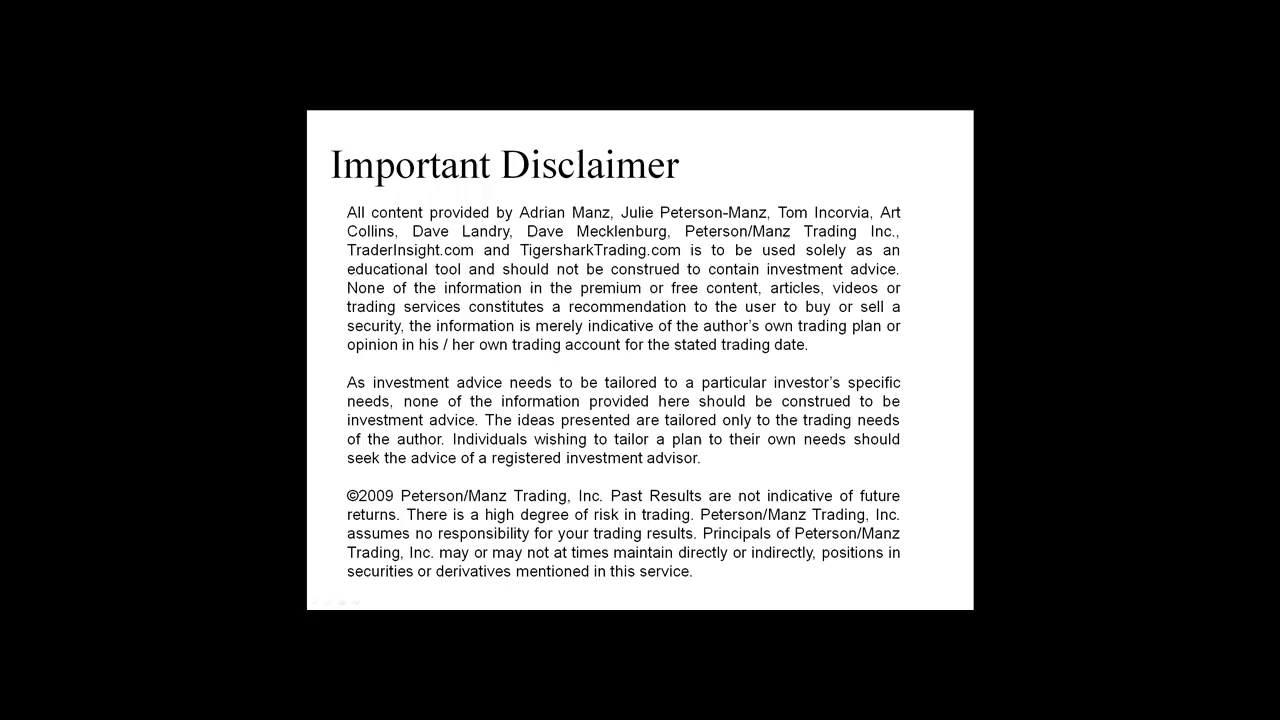 Important Disclaimer
All content provided by Adrian Manz, Julie Peterson-Manz, Tom Incorvia, Art
Collins, Dave Landry, Dave Mecklenburg, Peterson/Manz Trading Inc.,
TraderInsight.com and TigersharkTrading.com is to be used solely as an
educational tool and should not be construed to contain investment advice.
None of the information in the premium or free content, articles, videos or
trading services constitutes a recommendation to the user to buy or sell a
security, the information is merely indicative of the author’s own trading plan or
opinion in his / her own trading account for the stated trading date.
As investment advice needs to be tailored to a particular investor’s specific
needs, none of the information provided here should be construed to be
investment advice. The ideas presented are tailored only to the trading needs
of the author. Individuals wishing to tailor a plan to their own needs should
seek the advice of a registered investment advisor.
©2009 Peterson/Manz Trading, Inc. Past Results are not indicative of future
returns. There is a high degree of risk in trading. Peterson/Manz Trading, Inc.
assumes no responsibility for your trading results. Principals of Peterson/Manz
Trading, Inc. may or may not at times maintain directly or indirectly, positions in
securities or derivatives mentioned in this service.